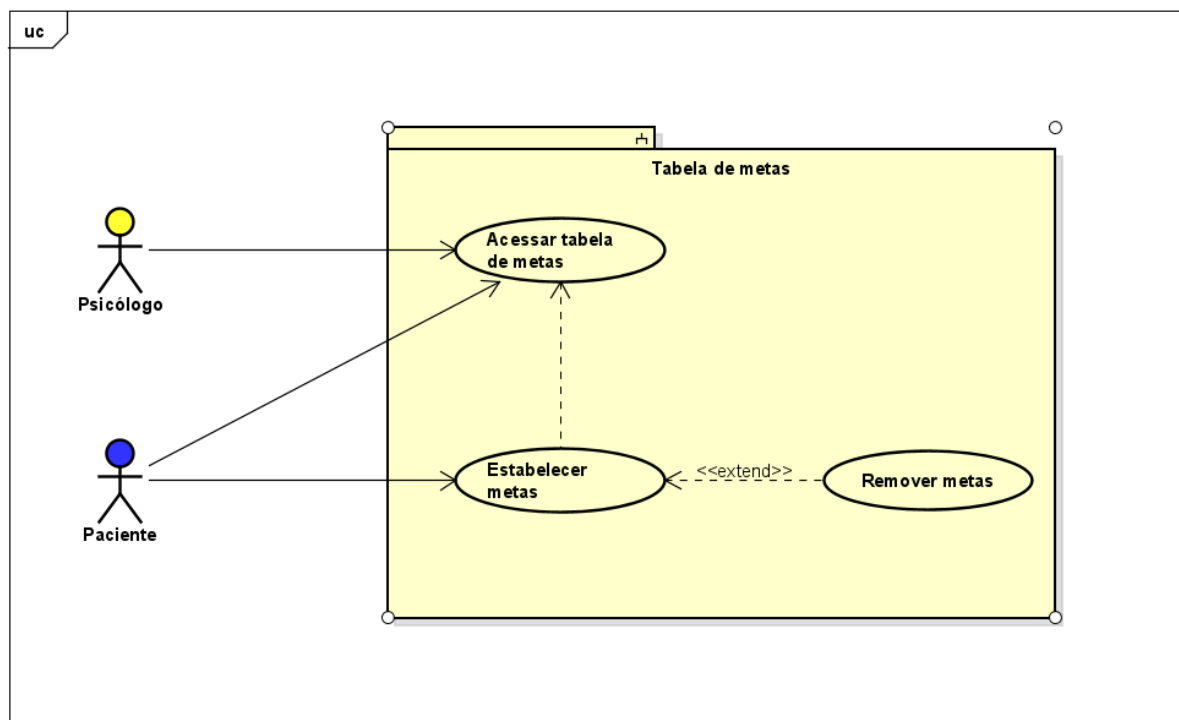 uc
Tabela de metas
Acessar tabela
de metas
Psicólogo
Estabelecer
metas
<<extend>>
Remover metas
Paciente